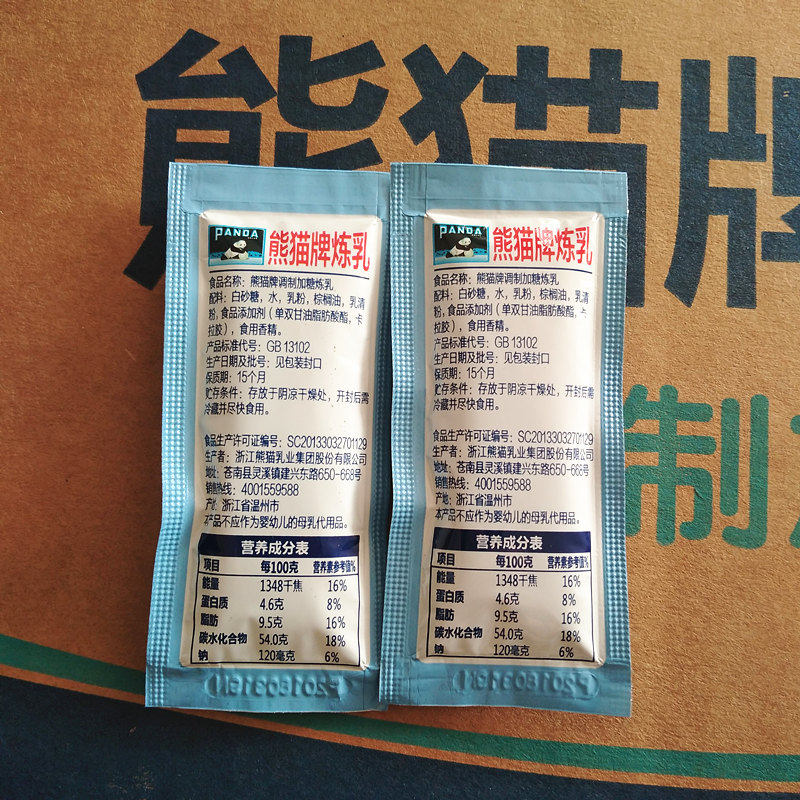 熊猫牌
制
PANDA
熊猫牌炼乳
食品名称：熊猫牌调制加糖炼乳
配料：白砂糖，水，乳粉，棕榈油，乳清
粉，食品添加剂（单双甘油脂肪酸酯，卡
拉胶），食用香精。
产品标准代号：GB 13102
生产日期及批号：见包装封口
保质期：15个月
贮存条件：存放于阴凉干燥处，开封后需
冷藏并尽快食用。
食品生产许可证编号：SC20133032701129
生产者：浙江熊猫乳业集团股份有限公司
地址：苍南县灵溪镇建兴东路650-668号
销售热线：4001559588
产地：浙江省温州市
本产品不应作为婴幼儿的母乳代用品。
营养成分表
项目 每100克 营养素参考值%
能量 1348千焦 16%
蛋白质 4.6克 8%
脂肪 9.5克 16%
碳水化合物 54.0克 18%
钠 120毫克 6%
PANDA
熊猫牌炼乳
食品名称：熊猫牌调制加糖炼乳
配料：白砂糖，水，乳粉，棕榈油，乳清
粉，食品添加剂（单双甘油脂肪酸酯，卡
拉胶），食用香精。
产品标准代号：GB 13102
生产日期及批号：见包装封口
保质期：15个月
贮存条件：存放于阴凉干燥处，开封后需
冷藏并尽快食用。
食品生产许可证编号：SC20133032701129
生产者：浙江熊猫乳业集团股份有限公司
地址：苍南县灵溪镇建兴东路650-668号
销售热线：4001559588
产地：浙江省温州市
本产品不应作为婴幼儿的母乳代用品。
营养成分表
项目 每100克 营养素参考值%
能量 1348千焦 16%
蛋白质 4.6克 8%
脂肪 9.5克 16%
碳水化合物 54.0克 18%
钠 120毫克 6%